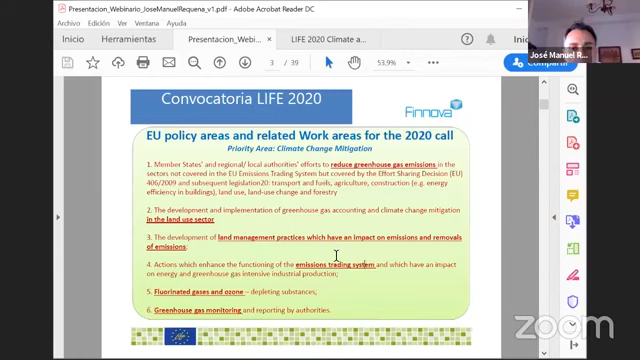 Presentacion_Webinario_JoseManuelRequena_v1.pdf - Adobe Acrobat Reader DC
Archivo Edición Ver Ventana Ayuda
Inicio Herramientas Presentacion_Webi... × LIFE 2020 Climate a...
José Manuel R...
3 / 39 53,9% Compartir
Convocatoria LIFE 2020
Finnova
EU policy areas and related Work areas for the 2020 call
Priority Area: Climate Change Mitigation
1. Member States' and regional/ local authorities' efforts to reduce greenhouse gas emissions in the
sectors not covered in the EU Emissions Trading System but covered by the Effort Sharing Decision (EU)
406/2009 and subsequent legislation20: transport and fuels, agriculture, construction (e.g. energy
efficiency in buildings), land use, land-use change and forestry
2. The development and implementation of greenhouse gas accounting and climate change mitigation
in the land use sector
3. The development of land management practices which have an impact on emissions and removals
of emissions;
4. Actions which enhance the functioning of the emissions trading system and which have an impact
on energy and greenhouse gas intensive industrial production;
5. Fluorinated gases and ozone – depleting substances;
6. Greenhouse gas monitoring and reporting by authorities.
zoom